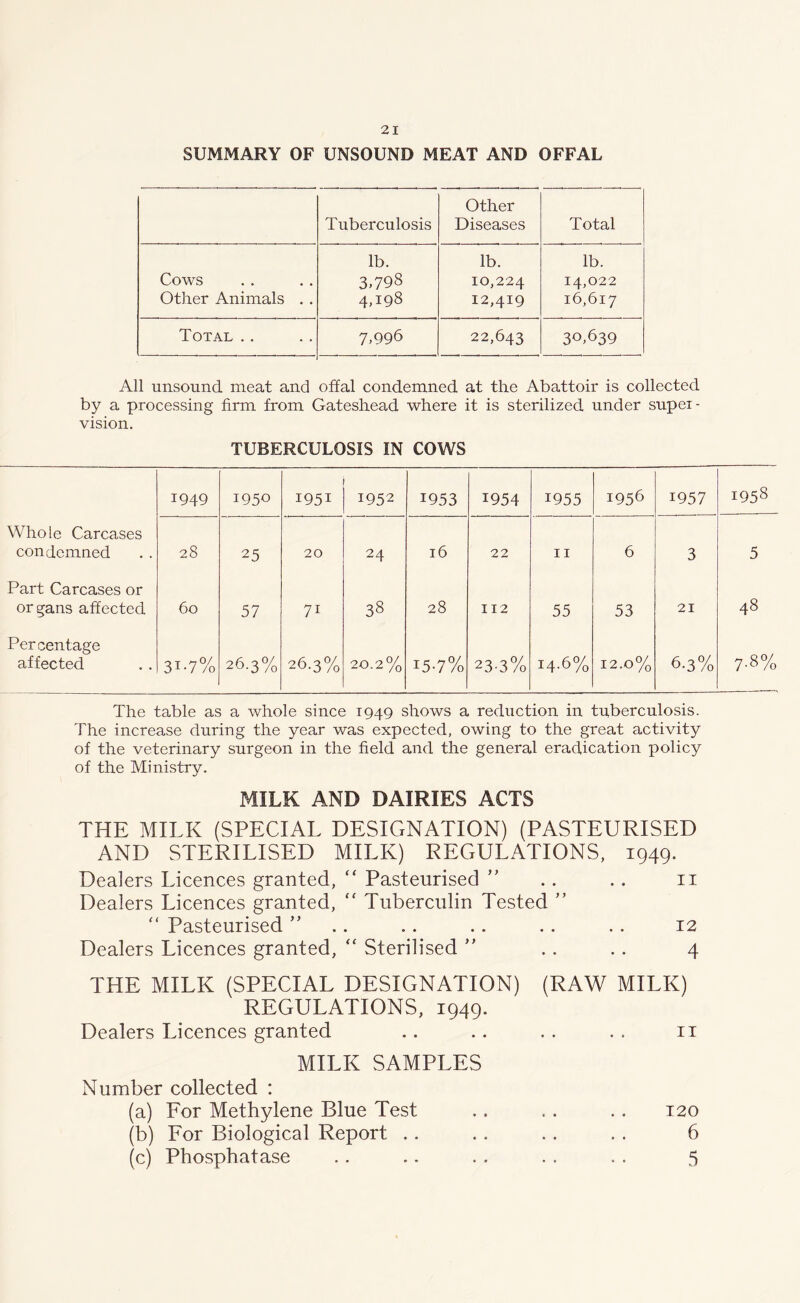 21
SUMMARY OF UNSOUND MEAT AND OFFAL
Tuberculosis Other Diseases Total
lb. lb. lb.
Cows . . . . 3,798 10,224 14,022
Other Animals . . 4,198 12,419 16,617
TOTAL . . . . 7,996 22,643 30,639
All unsound meat and offal condemned at the Abattoir is collected
by a processing firm from Gateshead where it is sterilized under super-
vision.
TUBERCULOSIS IN COWS
1949 1950 1951 1952 1953 1954 1955 1956 1957 1958
Whole Carcases
condemned . . 28 25 20 24 16 22 11 6 3 5
Part Carcases or
organs affected 60 57 71 38 28 112 55 53 21 48
Percentage
affected . . 31.7% 26.3% 26.3% 20.2% 15.7% 23.3% 14.6% 12.0% 6.3% 7.8%
The table as a whole since 1949 shows a reduction in tuberculosis.
The increase during the year was expected, owing to the great activity
of the veterinary surgeon in the field and the general eradication policy
of the Ministry.
MILK AND DAIRIES ACTS
THE MILK (SPECIAL DESIGNATION) (PASTEURISED
AND STERILISED MILK) REGULATIONS, 1949.
Dealers Licences granted, “ Pasteurised ” . . . . 11
Dealers Licences granted, “ Tuberculin Tested ”
“ Pasteurised ” . . . . . . . . . . 12
Dealers Licences granted, “ Sterilised ” . . . . 4
THE MILK (SPECIAL DESIGNATION) (RAW MILK)
REGULATIONS, 1949.
Dealers Licences granted . . . . . . . . 11
MILK SAMPLES
Number collected :
(a) For Methylene Blue Test . . . . . . 120
(b) For Biological Report . . . . . . . . 6
(c) Phosphatase . . . . . . . . . . 5